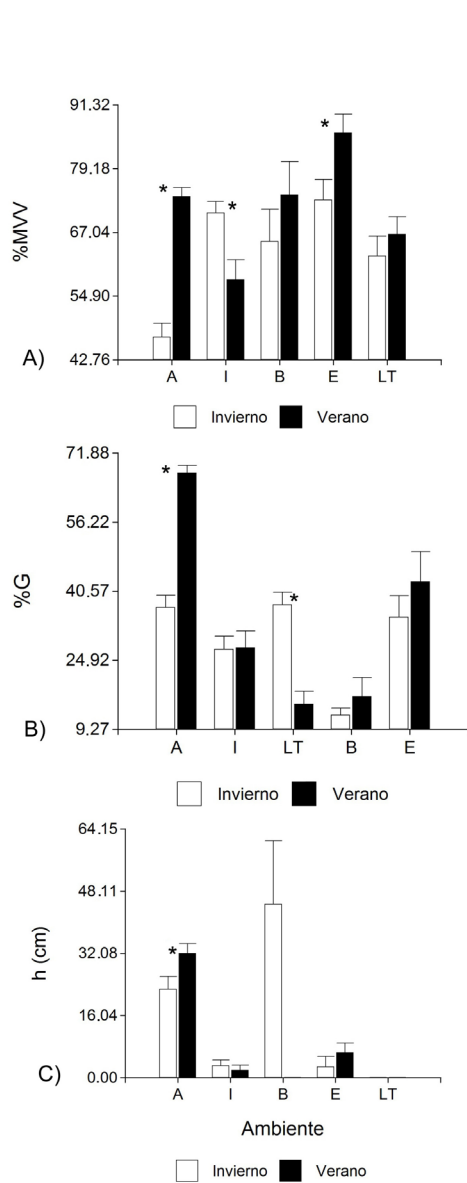 91.32
79.18
67.04
54.90
42.76
%MVV
* * *
A I B E LT
A)
Invierno Verano
71.88
56.22
40.57
24.92
9.27
%G
* *
A I LT B E
B)
Invierno Verano
64.15
48.11
32.08
16.04
0.00
h (cm)
*
A I B E LT
C)
Ambiente
Invierno Verano